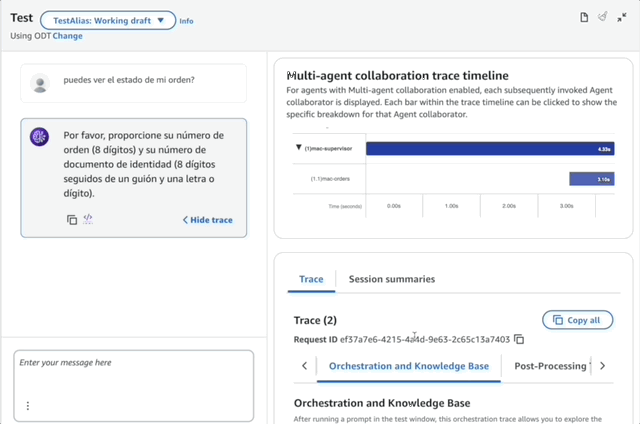 Test
TestAlias: Working draft
Info
Using ODT Change
puedes ver el estado de mi orden?
Por favor, proporcione su número de
orden (8 dígitos) y su número de
documento de identidad (8 dígitos
seguidos de un guión y una letra o
dígito).
Hide trace
Enter your message here
Multi-agent collaboration trace timeline
For agents with Multi-agent collaboration enabled, each subsequently invoked Agent
collaborator is displayed. Each bar within the trace timeline can be clicked to show the
specific breakdown for that Agent collaborator.
(1)mac-supervisor
(1.1)mac-orders
Time (seconds) 0.00s 1.00s 2.00s 3.00s
Trace Session summaries
Trace (2)
Copy all
Request ID ef37a7e6-4215-4a4d-9e63-2c65c13a7403
Orchestration and Knowledge Base Post-Processing
Orchestration and Knowledge Base
After running a prompt in the test window, this orchestration trace allows you to explore the